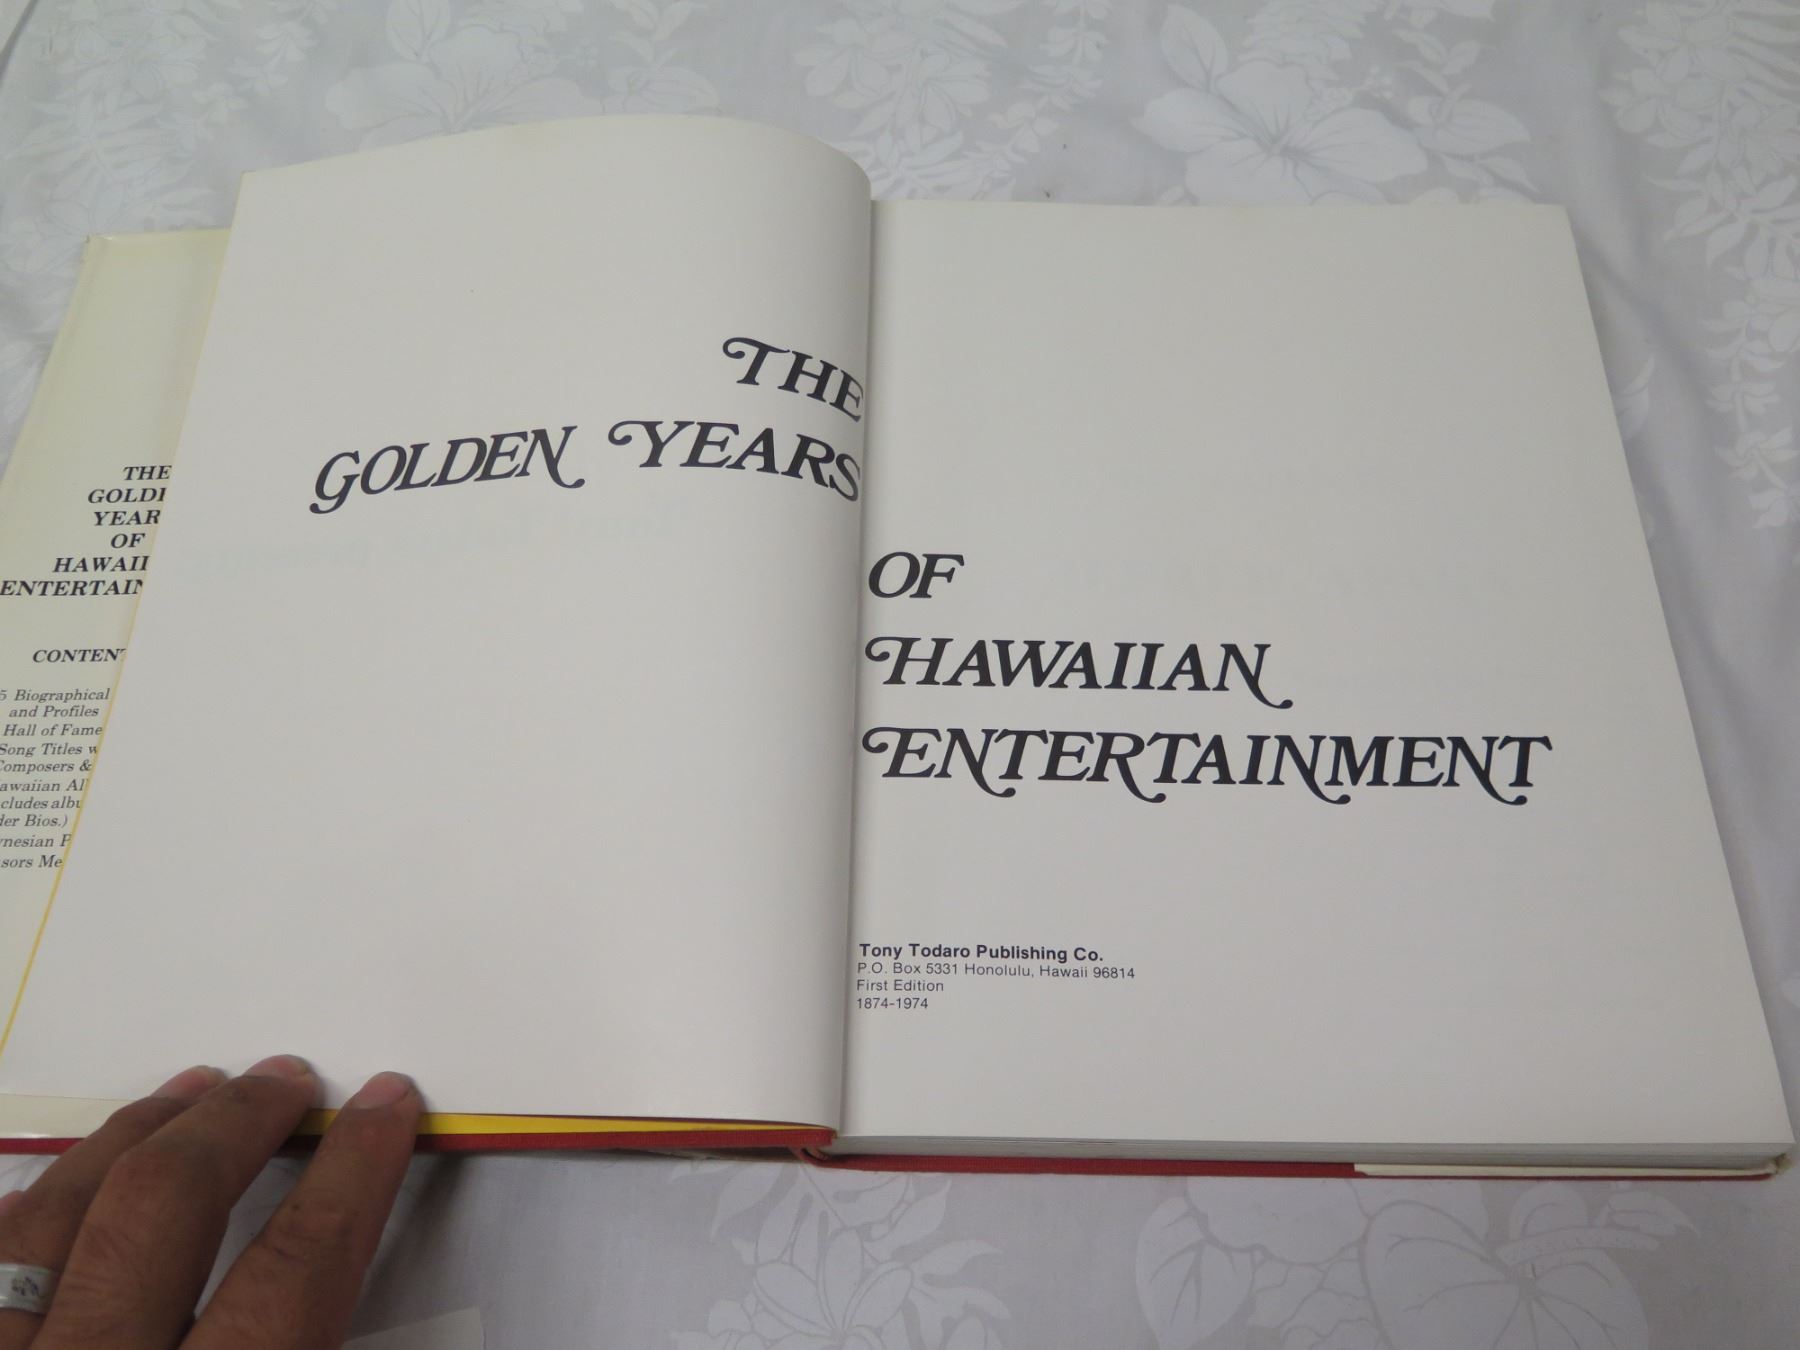 THE
GOLDEN YEARS
OF
HAWAIIAN
ENTERTAINMENT
Tony Todaro Publishing Co.
P.O. Box 5331 Honolulu, Hawaii 96814
First Edition
1874-1974
THE
GOLDE
YEAR
OF
HAWAII
ENTERTAIN
CONTENT
5 Biographical
and Profiles
Hall of Fame
Song Titles w
Composers &
awaiian Al
cludes albu
der Bios.)
ynesian P
sors Me